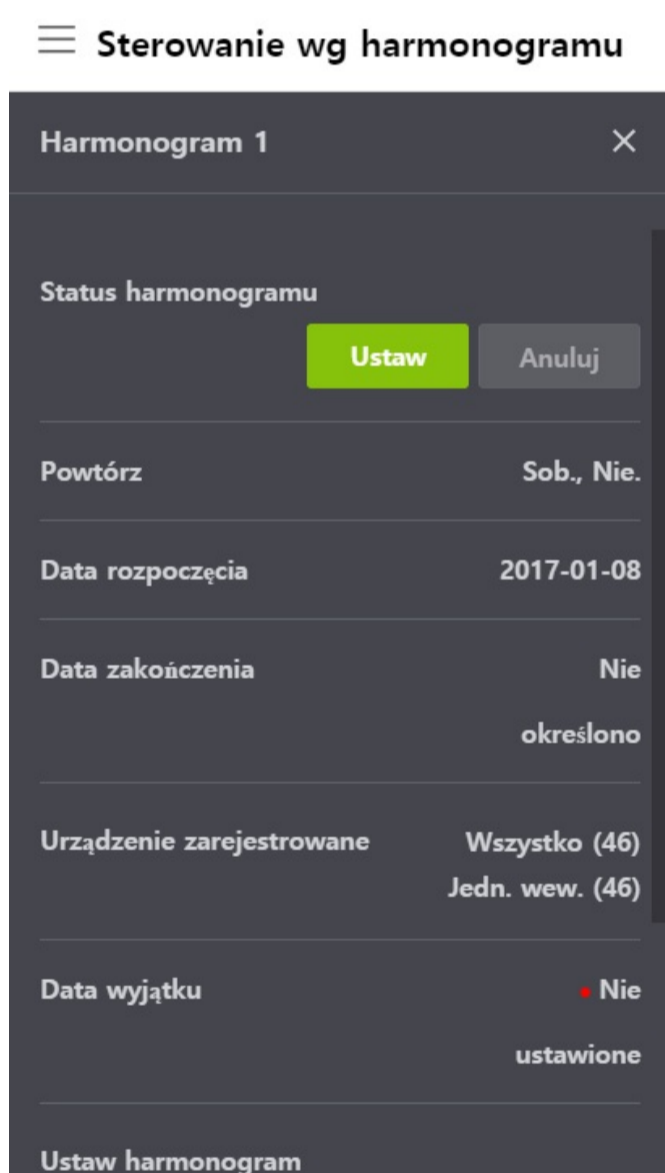 Sterowanie wg harmonogramu
Harmonogram 1
Status harmonogramu
Ustaw Anuluj
Powtórz Sob., Nie.
Data rozpoczęcia 2017-01-08
Data zakończenia Nie
określono
Urządzenie zarejestrowane Wszystko (46)
Jedn. wew. (46)
Data wyjątku Nie
ustawione
Ustaw harmonogram